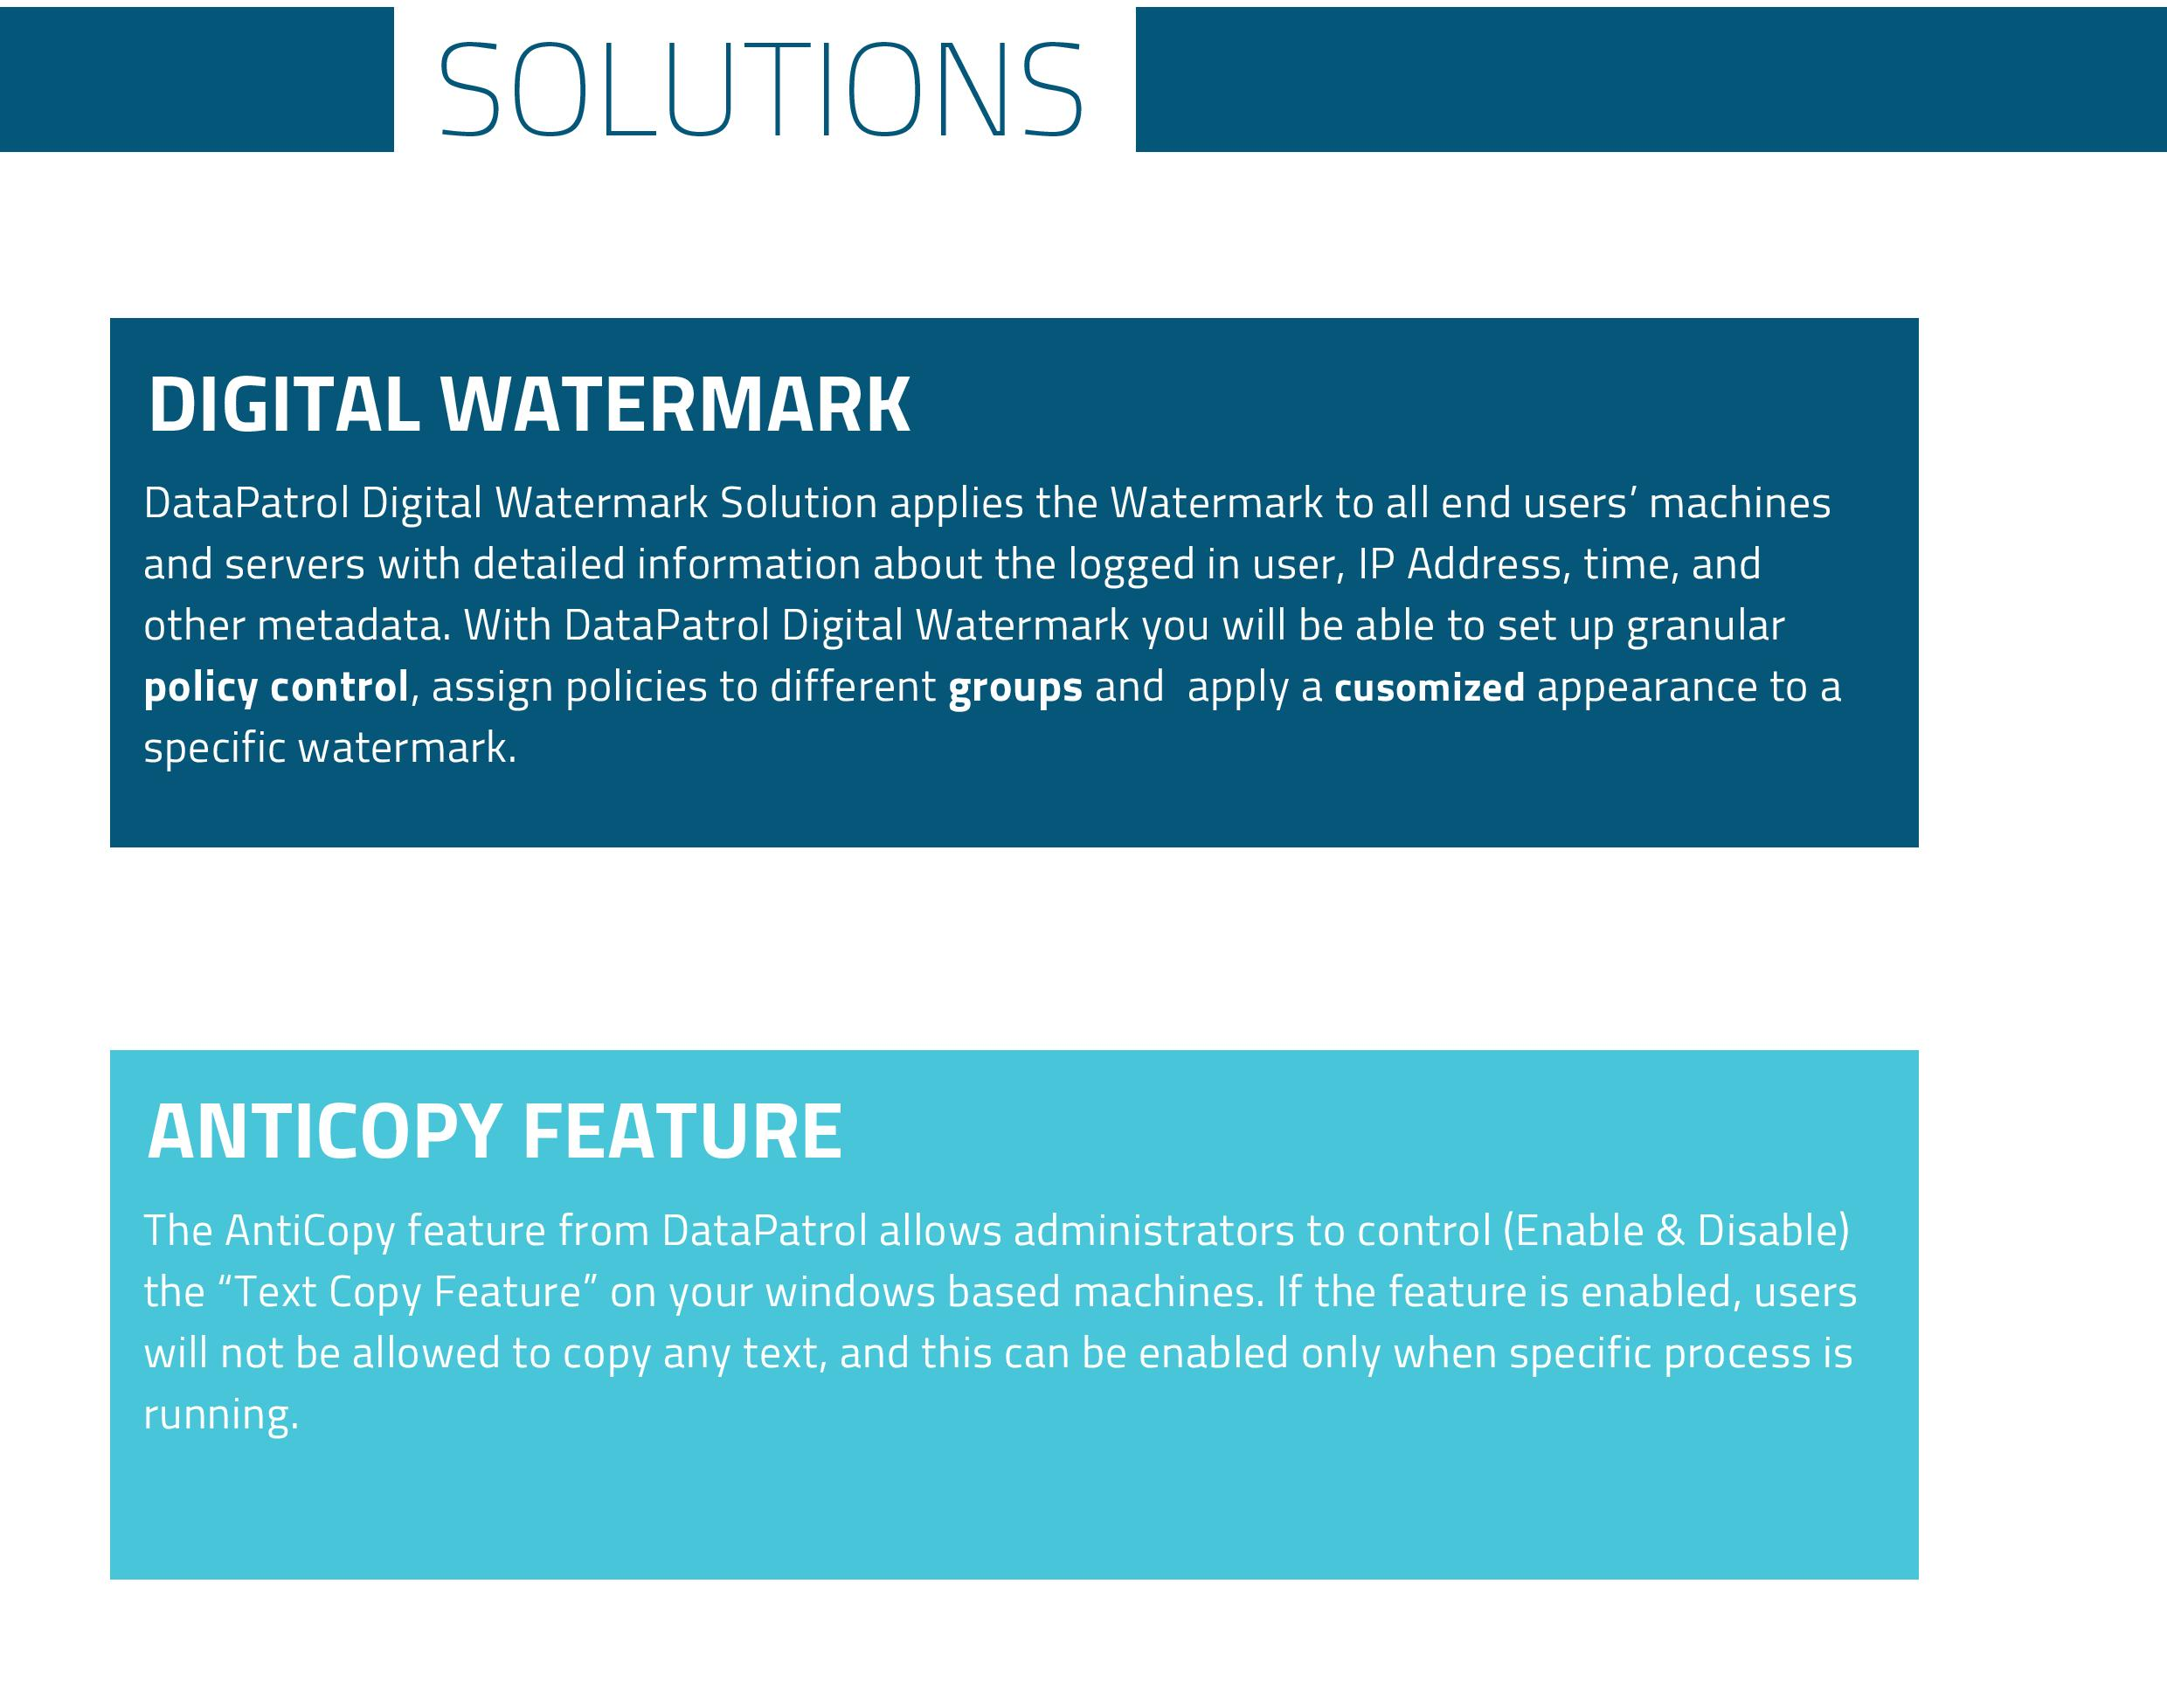 SOLUTIONS
DIGITAL WATERMARK
DataPatrol Digital Watermark Solution applies the Watermark to all end users’ machines
and servers with detailed information about the logged in user, IP Address, time, and
other metadata. With DataPatrol Digital Watermark you will be able to set up granular
policy control, assign policies to different groups and  apply a cusomized appearance to a
specific watermark.
ANTICOPY FEATURE
The AntiCopy feature from DataPatrol allows administrators to control (Enable & Disable)
the “Text Copy Feature” on your windows based machines. If the feature is enabled, users
will not be allowed to copy any text, and this can be enabled only when specific process is
running.